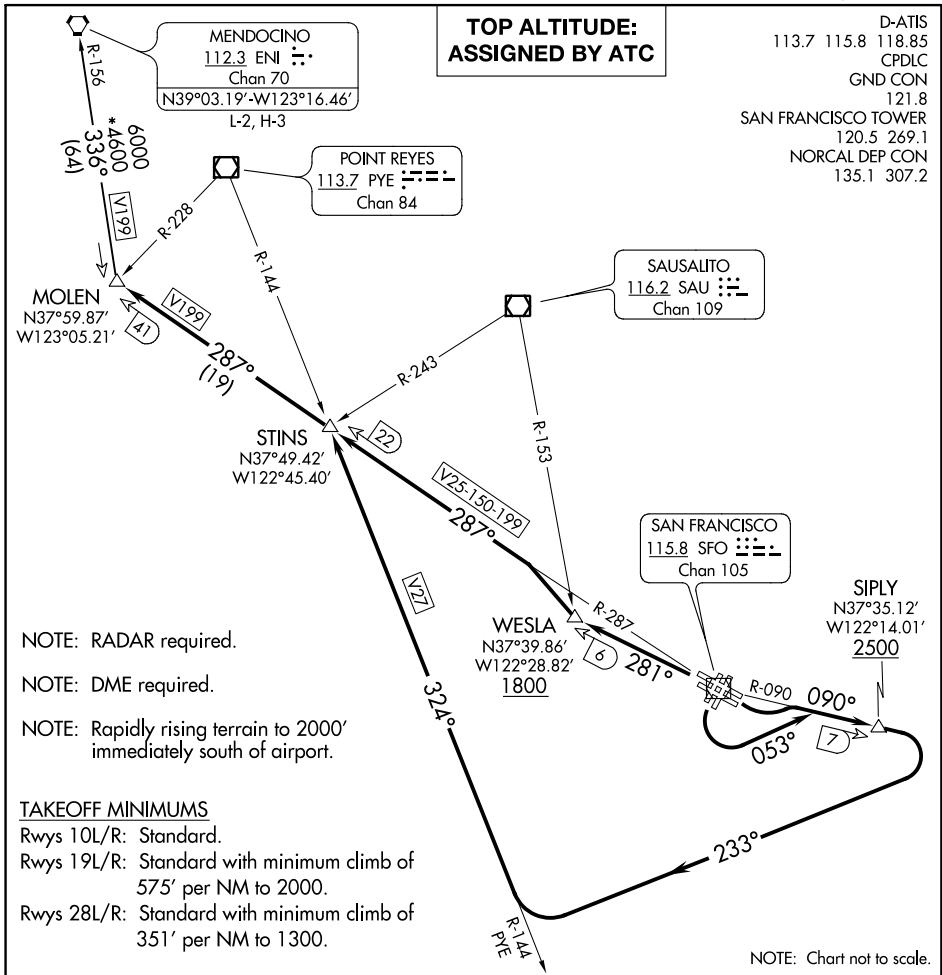 TOP ALTITUDE:
ASSIGNED BY ATC
D-ATIS
113.7 115.8 118.85
CPDLC
GND CON
121.8
SAN FRANCISCO TOWER
120.5 269.1
NORCAL DEP CON
135.1 307.2
MENDOCINO
112.3 ENI
Chan 70
N39°03.19'-W123°16.46'
L-2, H-3
R-156
6000
*4600
336°
(64)
V199
POINT REYES
113.7 PYE
Chan 84
R-228
R-144
SAUSALITO
116.2 SAU
Chan 109
R-243
R-153
MOLEN
N37°59.87'
W123°05.21'
41
V199
287°
(19)
STINS
N37°49.42'
W122°45.40'
22
V25-150-199
287°
SAN FRANCISCO
115.8 SFO
Chan 105
R-287
WESLA
N37°39.86'
W122°28.82'
1800
6
281°
SIPLY
N37°35.12'
W122°14.01'
2500
R-090
090°
7
053°
V27
324°
233°
R-144
PYE
NOTE: RADAR required.
NOTE: DME required.
NOTE: Rapidly rising terrain to 2000'
immediately south of airport.
TAKEOFF MINIMUMS
Rwys 10L/R: Standard.
Rwys 19L/R: Standard with minimum climb of
575' per NM to 2000.
Rwys 28L/R: Standard with minimum climb of
351' per NM to 1300.
NOTE: Chart not to scale.